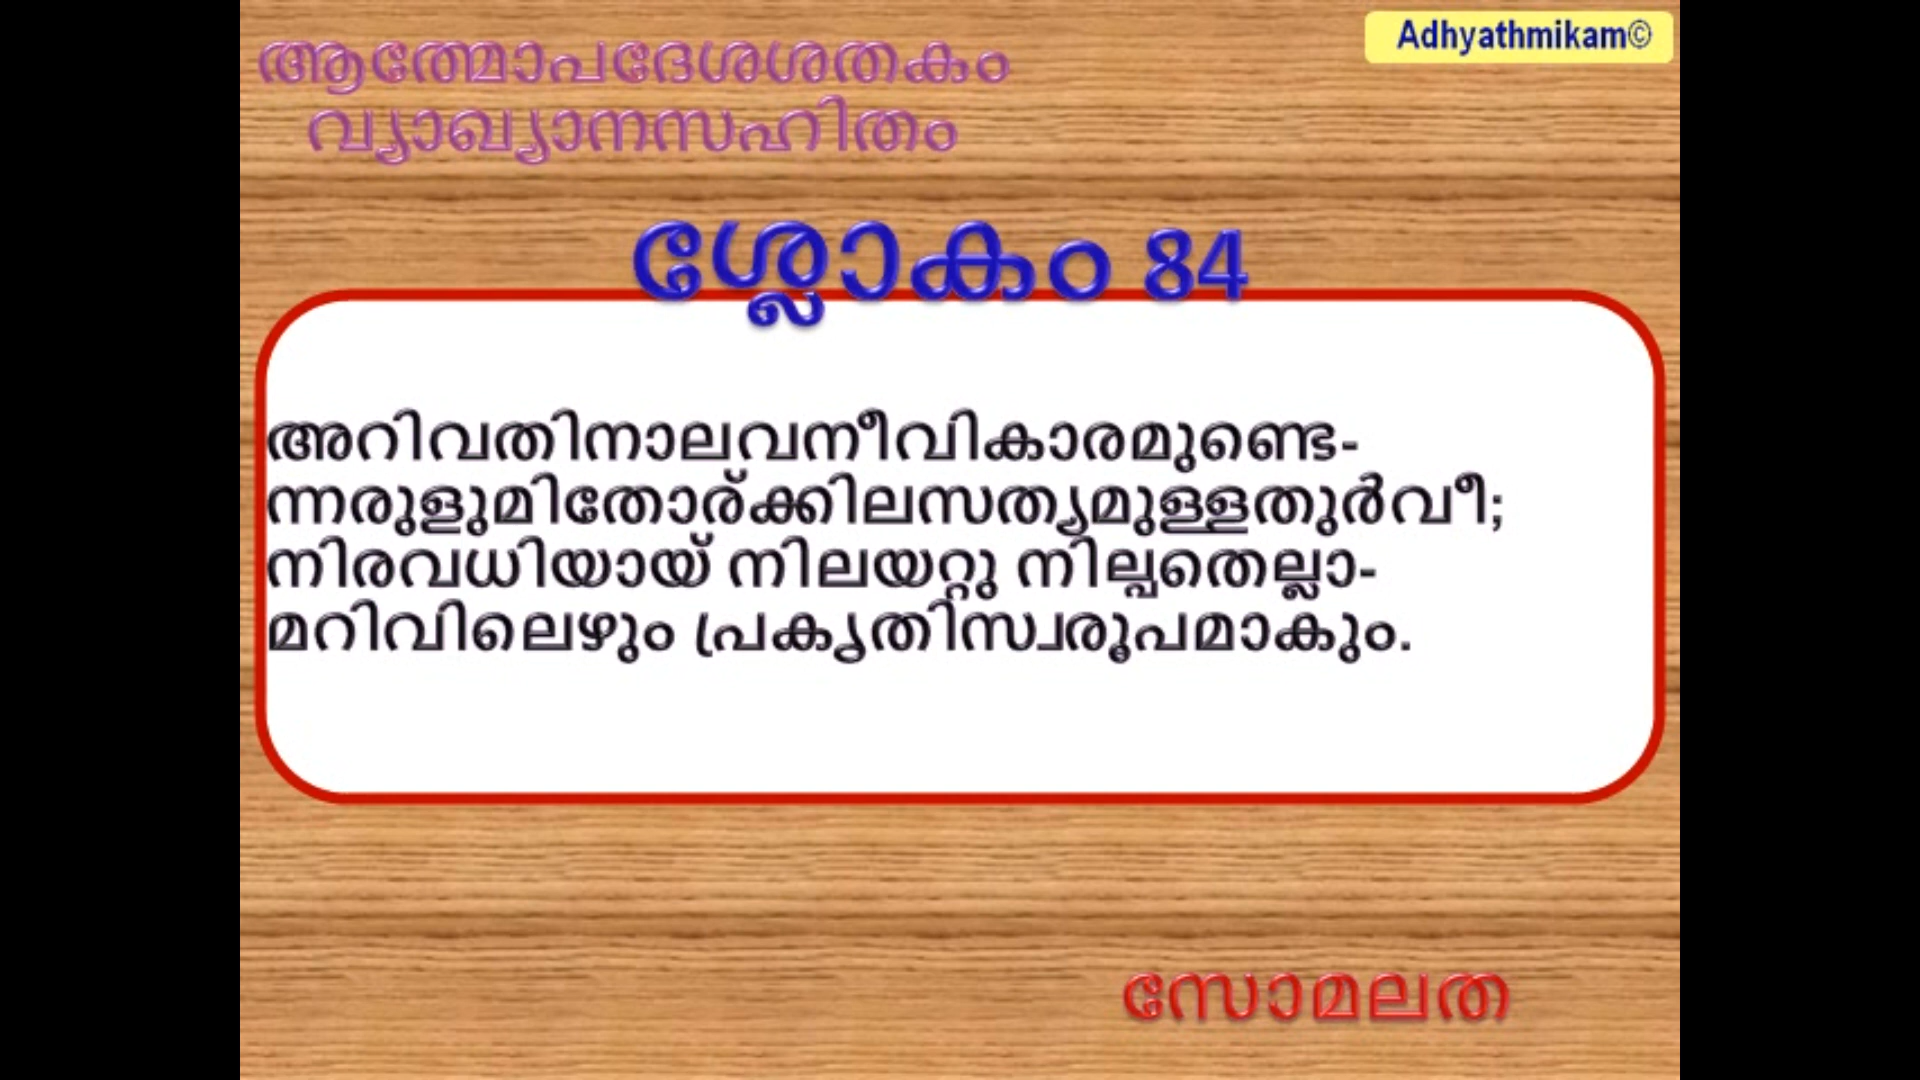 Adhyathmikam©
ആത്മോപദേശശതകം
വ്യാഖ്യാനസഹിതം
ശ്ലോകം 84
അറിവതിനാലവനീവികാരമുണ്ടെ-
ന്നരുളുമിതോര്ക്കിലസത്യമുള്ളതുർവീ;
നിരവധിയായ് നിലയറ്റു നില്പതെല്ലാ-
മറിവിലെഴും പ്രകൃതിസ്വരൂപമാകും.
സോമലത